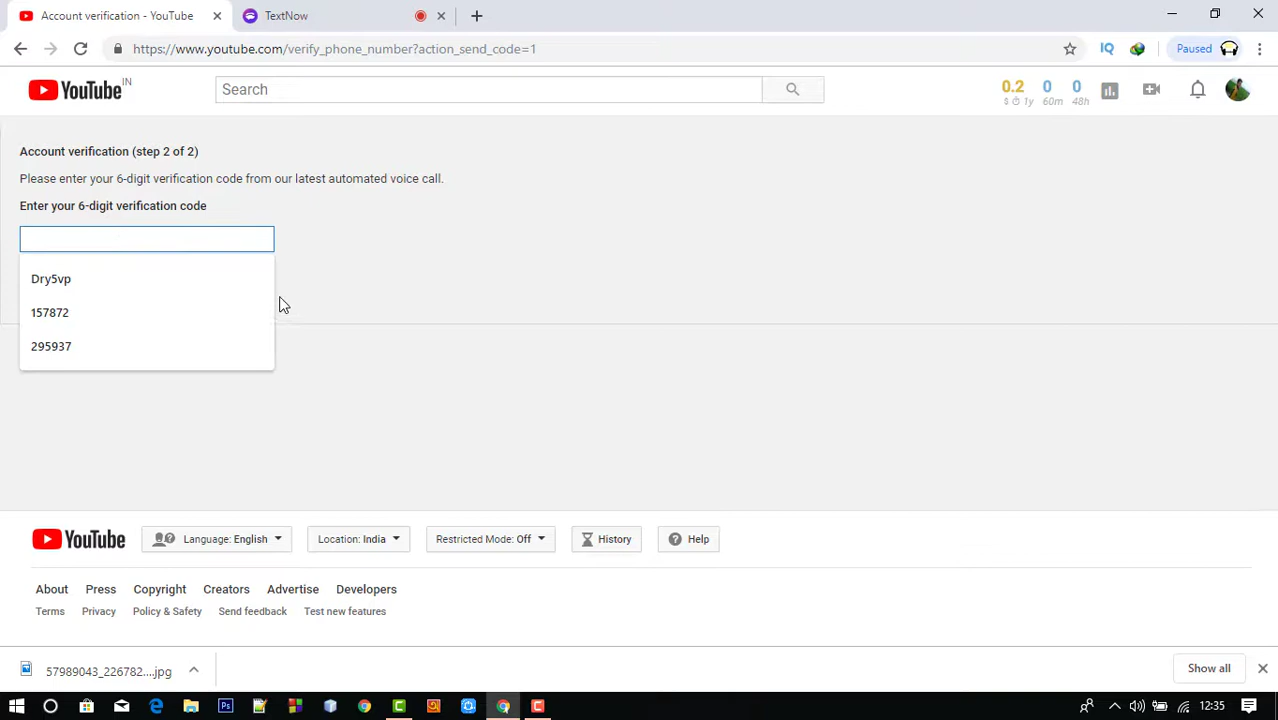 Account verification - YouTube
TextNow
https://www.youtube.com/verify_phone_number?action_send_code=1
IQ
Paused
YouTube IN
Search
0.2 0 0
$ 1y 60m 48h
Account verification (step 2 of 2)
Please enter your 6-digit verification code from our latest automated voice call.
Enter your 6-digit verification code
Dry5vp
157872
295937
YouTube
Language: English
Location: India
Restricted Mode: Off
History
Help
About Press Copyright Creators Advertise Developers
Terms Privacy Policy & Safety Send feedback Test new features
57989043_226782....jpg
Show all
12:35